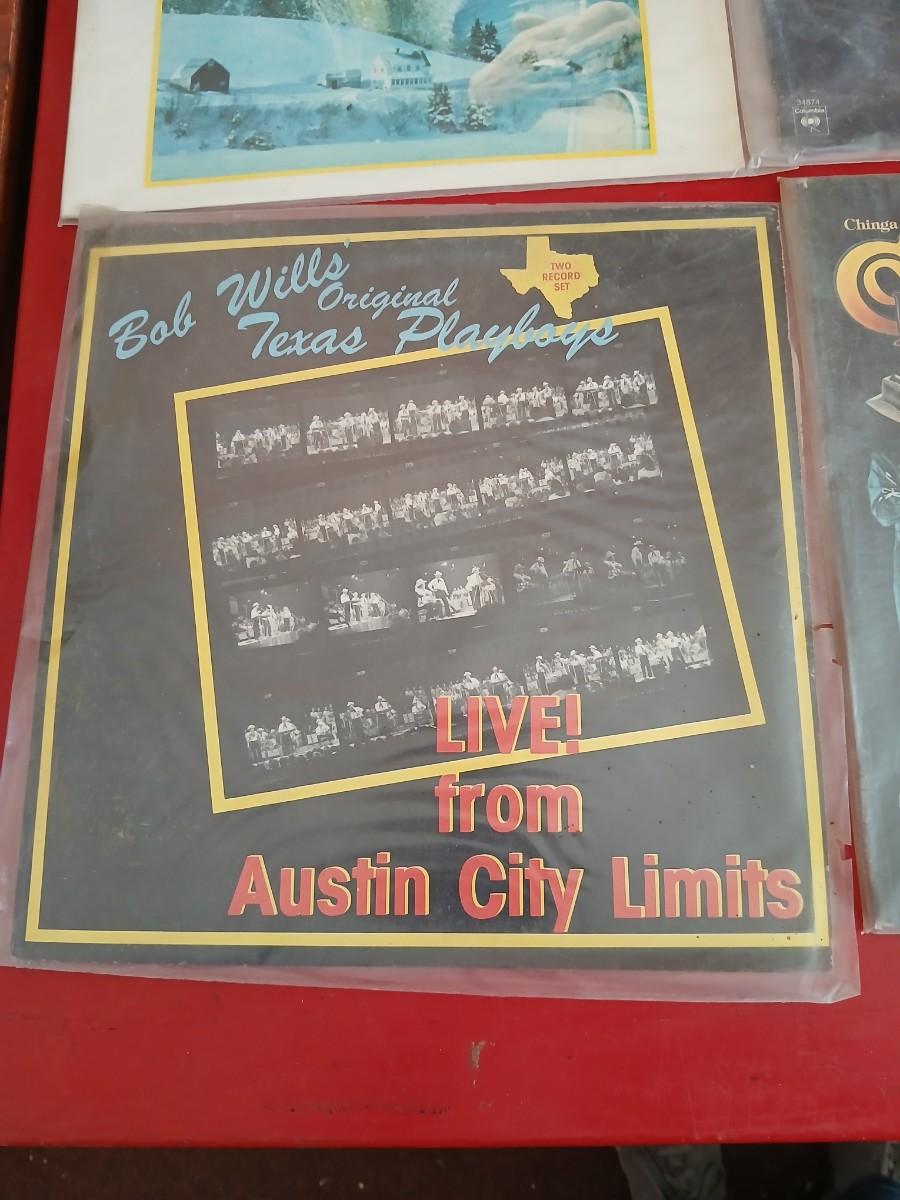 34874
Columbia
Chinga
Bob Wills'
Original
Texas Playboys
TWO
RECORD
SET
LIVE!
from
Austin City Limits